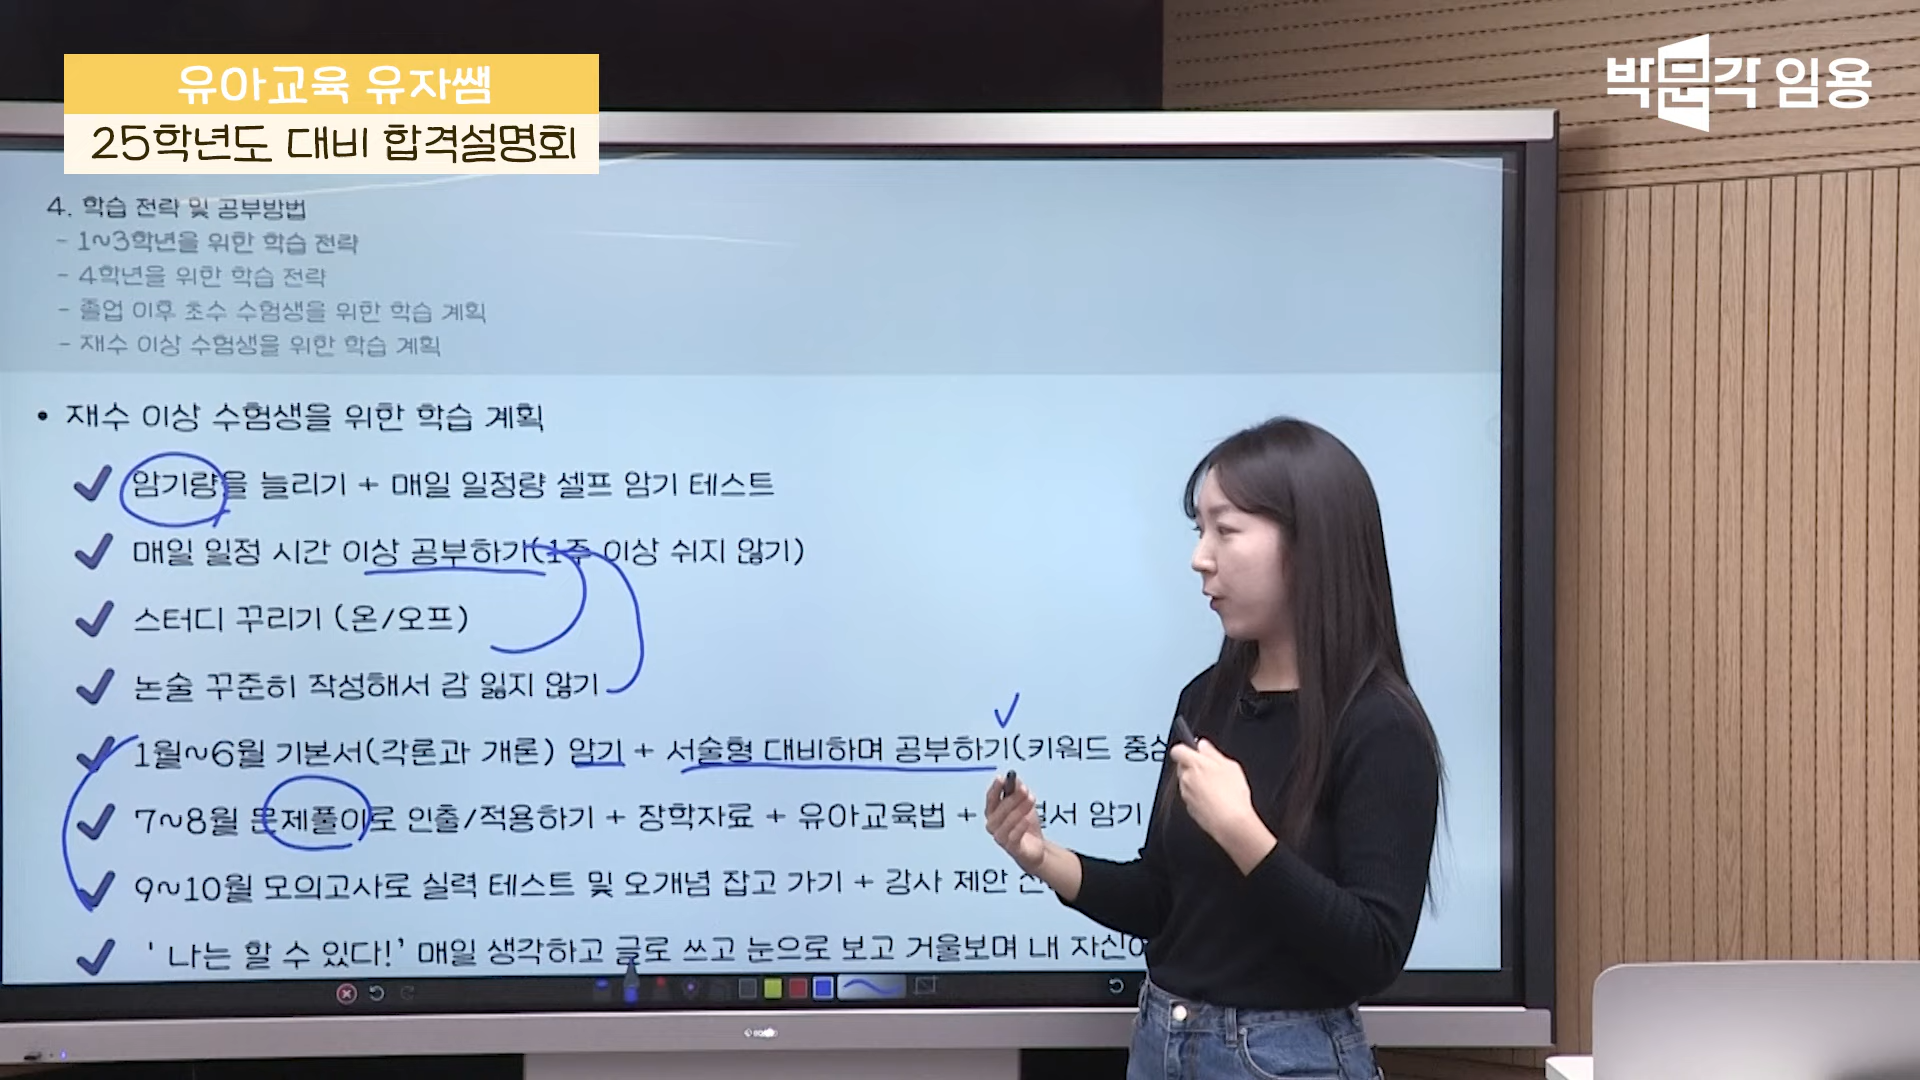 유아교육 유자쌤
25학년도 대비 합격설명회
박문각 임용
4. 학습 전략 및 공부방법
- 1~3학년을 위한 학습 전략
- 4학년을 위한 학습 전략
- 졸업 이후 초수 수험생을 위한 학습 계획
- 재수 이상 수험생을 위한 학습 계획
• 재수 이상 수험생을 위한 학습 계획
✔ 암기량을 늘리기 + 매일 일정량 셀프 암기 테스트
✔ 매일 일정 시간 이상 공부하기(1주 이상 쉬지 않기)
✔ 스터디 꾸리기 (온/오프)
✔ 논술 꾸준히 작성해서 감 잃지 않기
✔ 1월~6월 기본서(각론과 개론) 암기 + 서술형 대비하며 공부하기(키워드 중심
✔ 7~8월 문제풀이로 인출/적용하기 + 장학자료 + 유아교육법 + 암기
✔ 9~10월 모의고사로 실력 테스트 및 오개념 잡고 가기 + 강사 제안
✔ ' 나는 할 수 있다!' 매일 생각하고 글로 쓰고 눈으로 보고 거울보며 내